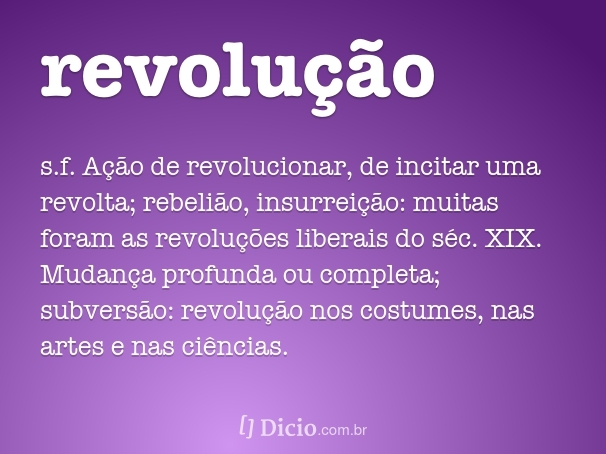 revolução
s.f. Ação de revolucionar, de incitar uma
revolta; rebelião, insurreição: muitas
foram as revoluções liberais do séc. XIX.
Mudança profunda ou completa;
subversão: revolução nos costumes, nas
artes e nas ciências.
[] Dicio.com.br